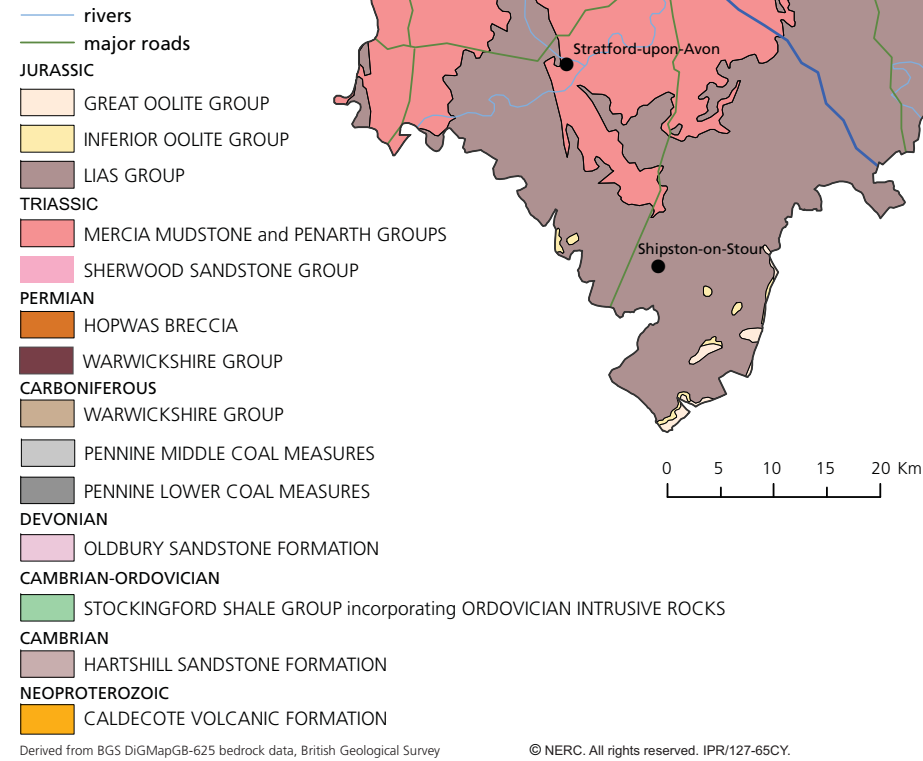 rivers
major roads
JURASSIC
GREAT OOLITE GROUP
INFERIOR OOLITE GROUP
LIAS GROUP
TRIASSIC
MERCIA MUDSTONE and PENARTH GROUPS
SHERWOOD SANDSTONE GROUP
PERMIAN
HOPWAS BRECCIA
WARWICKSHIRE GROUP
CARBONIFEROUS
WARWICKSHIRE GROUP
PENNINE MIDDLE COAL MEASURES
PENNINE LOWER COAL MEASURES
DEVONIAN
OLDBURY SANDSTONE FORMATION
CAMBRIAN-ORDOVICIAN
STOCKINGFORD SHALE GROUP incorporating ORDOVICIAN INTRUSIVE ROCKS
CAMBRIAN
HARTSHILL SANDSTONE FORMATION
NEOPROTEROZOIC
CALDECOTE VOLCANIC FORMATION
Stratford-upon-Avon
Shipston-on-Stour
0 5 10 15 20 Km
Derived from BGS DiGMapGB-625 bedrock data, British Geological Survey
© NERC. All rights reserved. IPR/127-65CY.